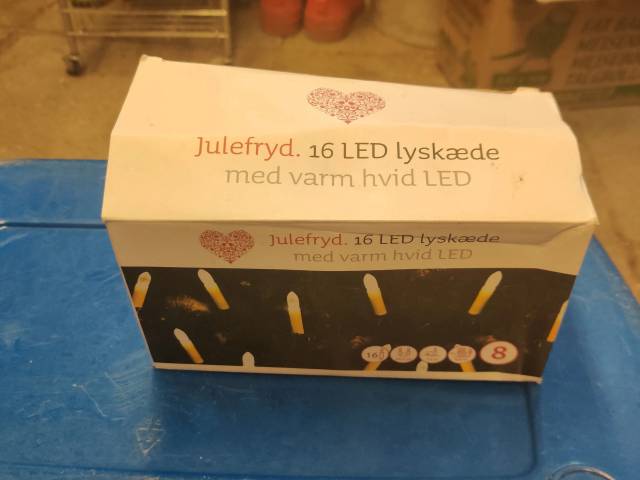 Julefryd. 16 LED lyskæde
med varm hvid LED
Julefryd. 16 LED lyskæde
med varm hvid LED
16
8